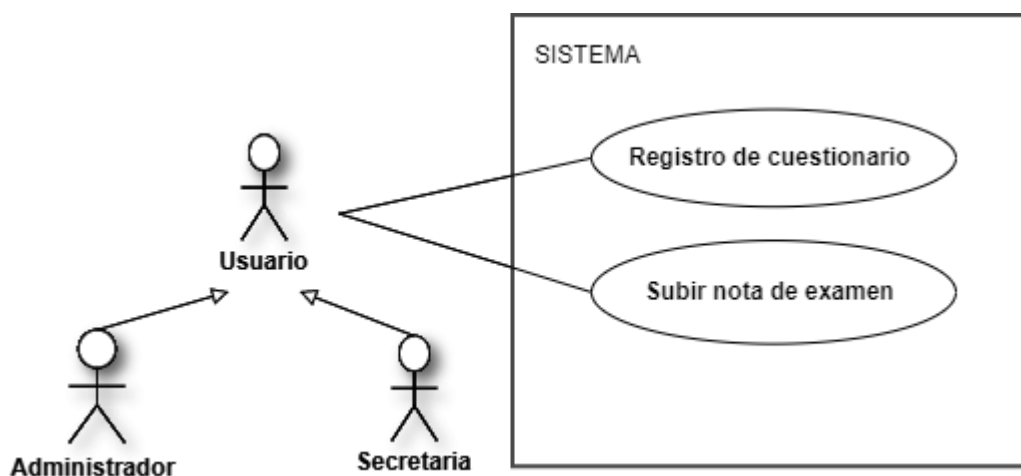 SISTEMA
Registro de cuestionario
Usuario
Subir nota de examen
Administrador
Secretaria